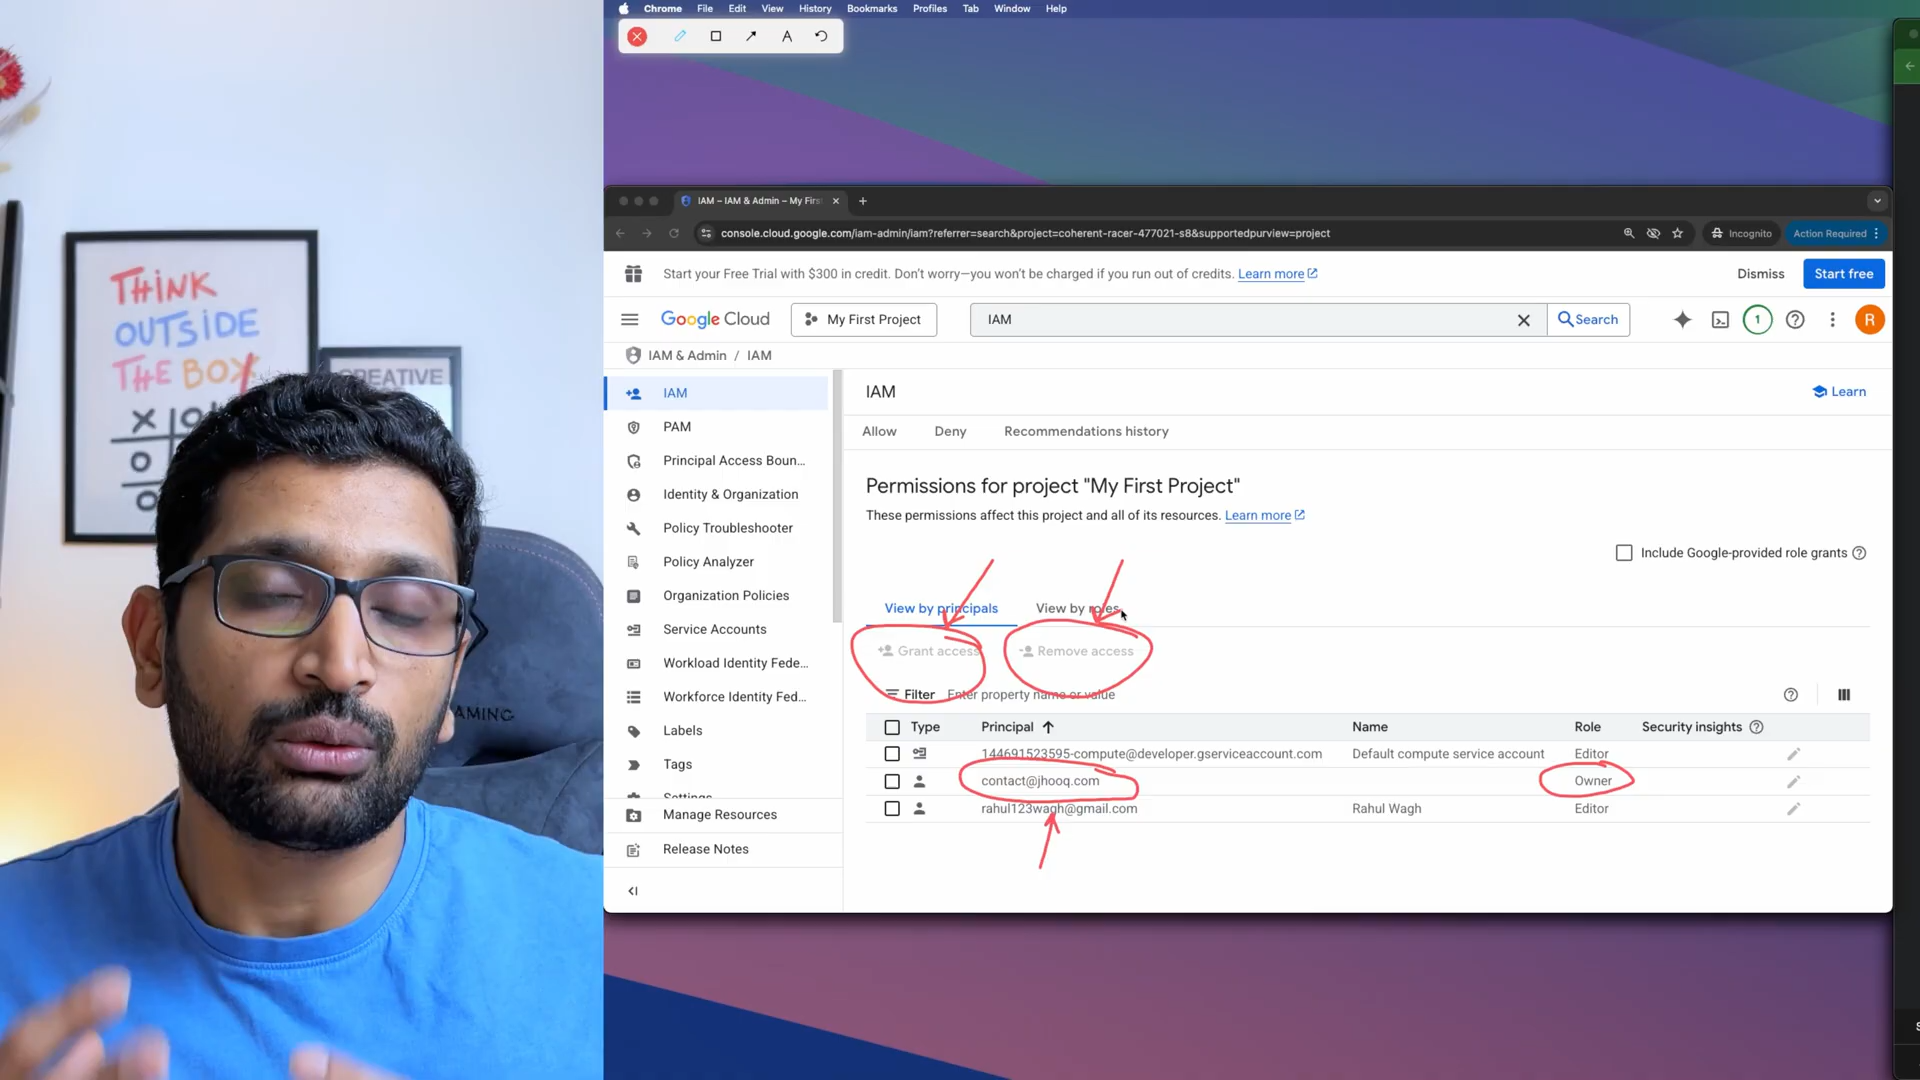 Chrome File Edit View History Bookmarks Profiles Tab Window Help
A
IAM – IAM & Admin – My Firs
console.cloud.google.com/iam-admin/iam?referrer=search&project=coherent-racer-477021-s8&supportedpurview=project
Incognito
Action Required
Start your Free Trial with $300 in credit. Don't worry—you won't be charged if you run out of credits. Learn more
Dismiss
Start free
Google Cloud
My First Project
IAM
Search
1
R
IAM & Admin / IAM
IAM
PAM
Principal Access Boun...
Identity & Organization
Policy Troubleshooter
Policy Analyzer
Organization Policies
Service Accounts
Workload Identity Fede...
Workforce Identity Fed...
Labels
Tags
Settings
Manage Resources
Release Notes
IAM
Learn
Allow Deny Recommendations history
Permissions for project "My First Project"
These permissions affect this project and all of its resources. Learn more
Include Google-provided role grants
View by principals View by roles
Grant access Remove access
Filter Enter property name or value
Type Principal Name Role Security insights
144691523595-compute@developer.gserviceaccount.com Default compute service account Editor
contact@jhooq.com Owner
rahul123wagh@gmail.com Rahul Wagh Editor
THINK
OUTSIDE
THE BOX
X
O
O
CREATIVE
AMING